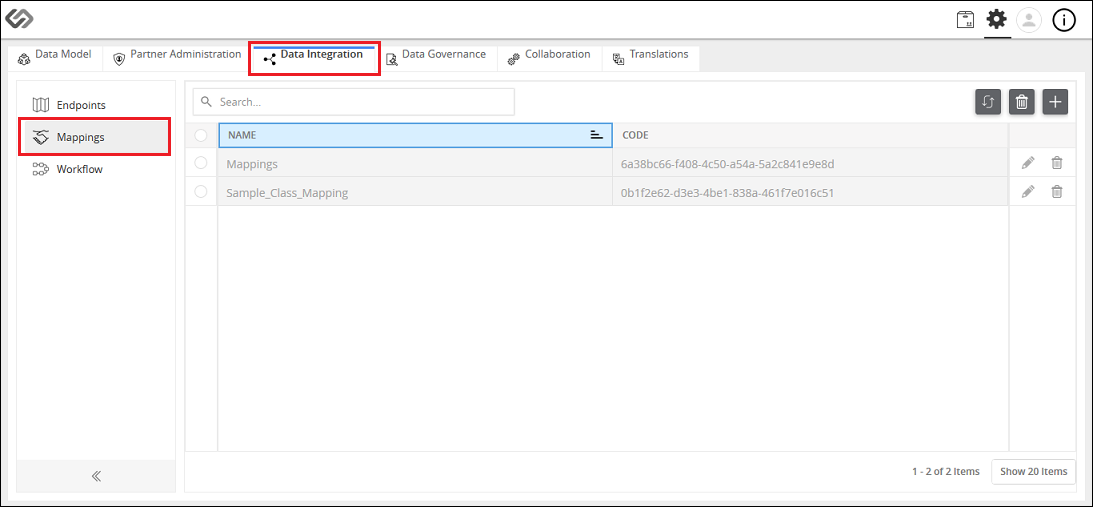 Data Model
Partner Administration
Data Integration
Data Governance
Collaboration
Translations
Endpoints
Mappings
Workflow
Search...
NAME CODE
Mappings 6a38bc66-f408-4c50-a54a-5a2c841e9e8d
Sample_Class_Mapping 0b1f2e62-d3e3-4be1-838a-461f7e016c51
1 - 2 of 2 Items Show 20 Items